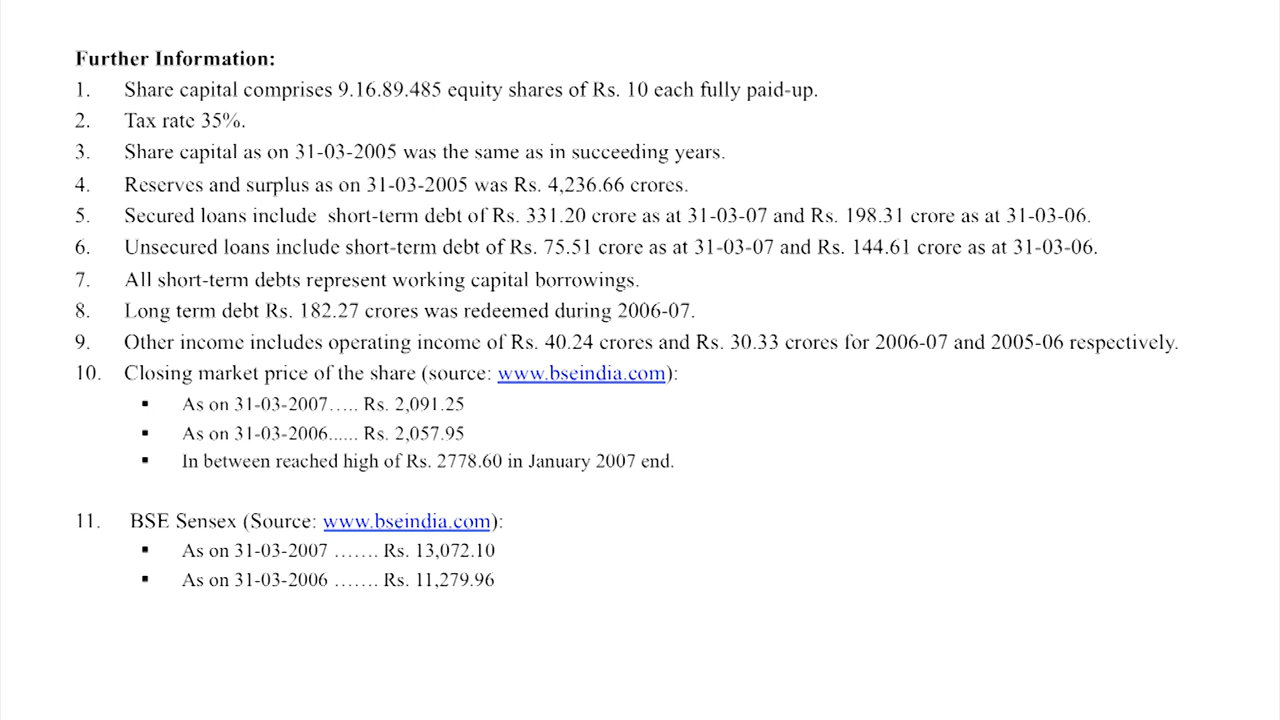 Further Information:
1. Share capital comprises 9.16.89.485 equity shares of Rs. 10 each fully paid-up.
2. Tax rate 35%.
3. Share capital as on 31-03-2005 was the same as in succeeding years.
4. Reserves and surplus as on 31-03-2005 was Rs. 4,236.66 crores.
5. Secured loans include short-term debt of Rs. 331.20 crore as at 31-03-07 and Rs. 198.31 crore as at 31-03-06.
6. Unsecured loans include short-term debt of Rs. 75.51 crore as at 31-03-07 and Rs. 144.61 crore as at 31-03-06.
7. All short-term debts represent working capital borrowings.
8. Long term debt Rs. 182.27 crores was redeemed during 2006-07.
9. Other income includes operating income of Rs. 40.24 crores and Rs. 30.33 crores for 2006-07 and 2005-06 respectively.
10. Closing market price of the share (source: www.bseindia.com):
▪ As on 31-03-2007..... Rs. 2,091.25
▪ As on 31-03-2006...... Rs. 2,057.95
▪ In between reached high of Rs. 2778.60 in January 2007 end.
11. BSE Sensex (Source: www.bseindia.com):
▪ As on 31-03-2007 ....... Rs. 13,072.10
▪ As on 31-03-2006 ....... Rs. 11,279.96